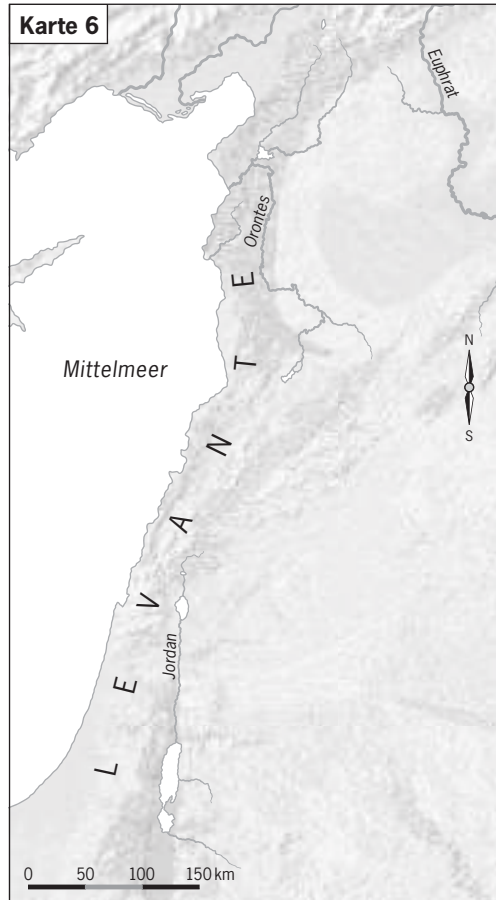 Karte 6
Euphrat
Orontes
Mittelmeer
N
S
LEVANTE
Jordan
0 50 100 150 km